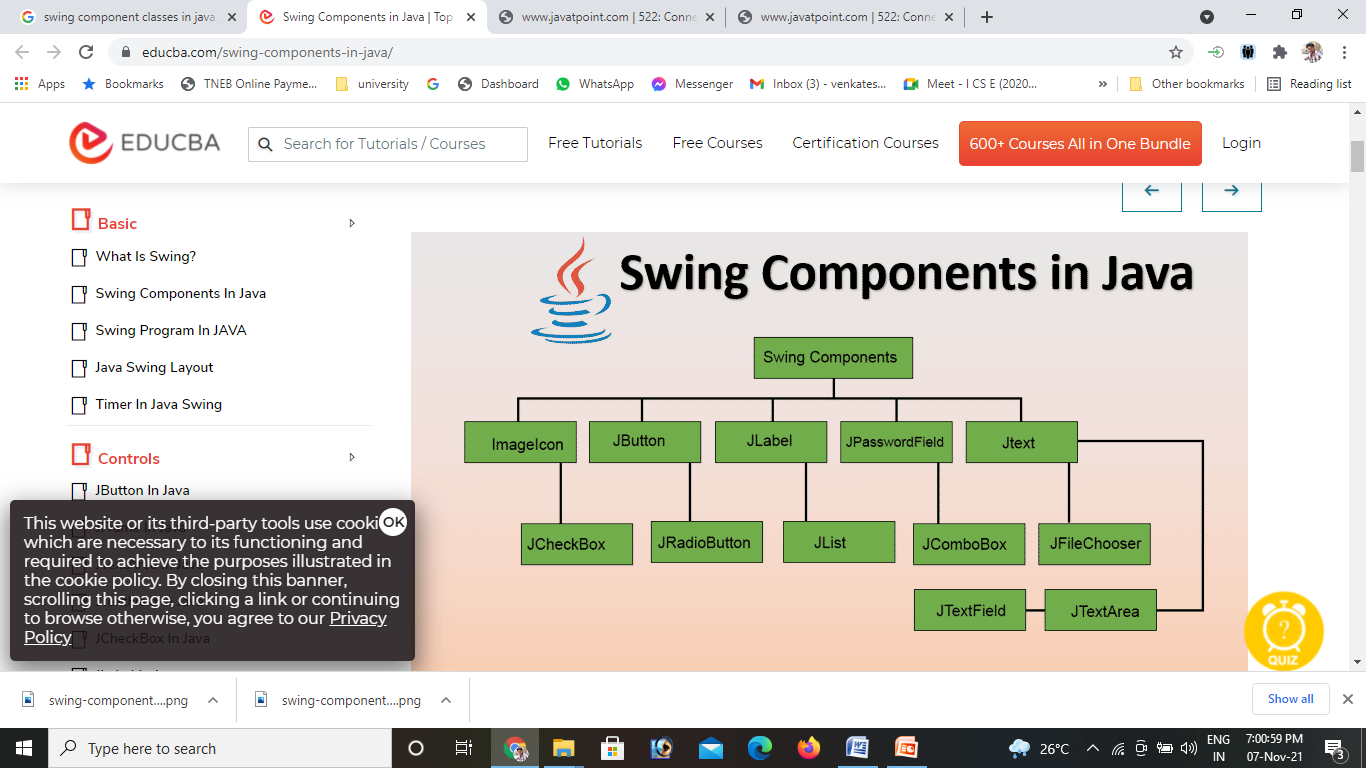 swing component classes in java
Swing Components in Java | Top
www.javatpoint.com | 522: Conne
www.javatpoint.com | 522: Conne
educba.com/swing-components-in-java/
Apps
Bookmarks
TNEB Online Payme...
university
Dashboard
WhatsApp
Messenger
Inbox (3) - venkates...
Meet - I CS E (2020...
»
Other bookmarks
Reading list
EDUCBA
Search for Tutorials / Courses
Free Tutorials
Free Courses
Certification Courses
600+ Courses All in One Bundle
Login
Basic
What Is Swing?
Swing Components In Java
Swing Program In JAVA
Java Swing Layout
Timer In Java Swing
Controls
JButton In Java
JCheckBox In Java
This website or its third-party tools use cooki
which are necessary to its functioning and
required to achieve the purposes illustrated in
the cookie policy. By closing this banner,
scrolling this page, clicking a link or continuing
to browse otherwise, you agree to our Privacy
Policy
OK
Swing Components in Java
Swing Components
ImageIcon
JButton
JLabel
JPasswordField
Jtext
JCheckBox
JRadioButton
JList
JComboBox
JFileChooser
JTextField
JTextArea
?
QUIZ
swing-component....png
swing-component....png
Show all
Type here to search
26°C
ENG
IN
7:00:59 PM
07-Nov-21
3